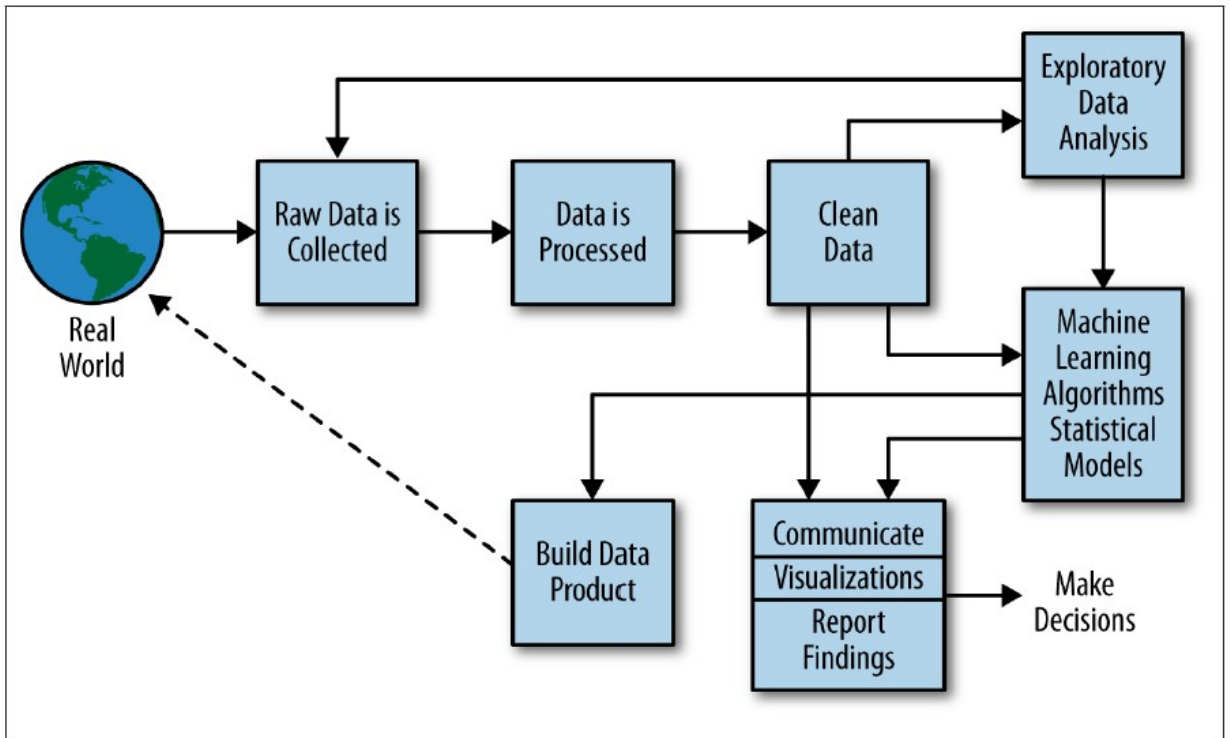 Exploratory
Data
Analysis
Raw Data is
Collected
Data is
Processed
Clean
Data
Real
World
Machine
Learning
Algorithms
Statistical
Models
Build Data
Product
Communicate
Visualizations
Report
Findings
Make
Decisions